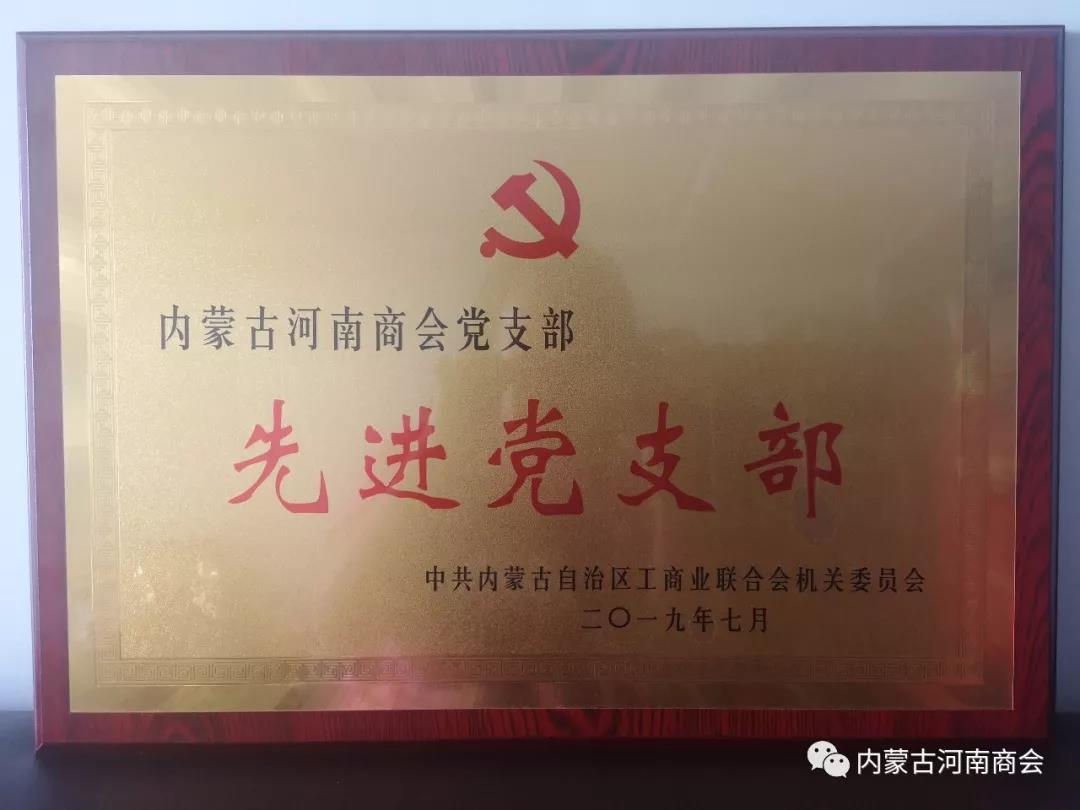 内蒙古河南商会党支部
先进党支部
中共内蒙古自治区工商业联合会机关委员会
二〇一九年七月
内蒙古河南商会